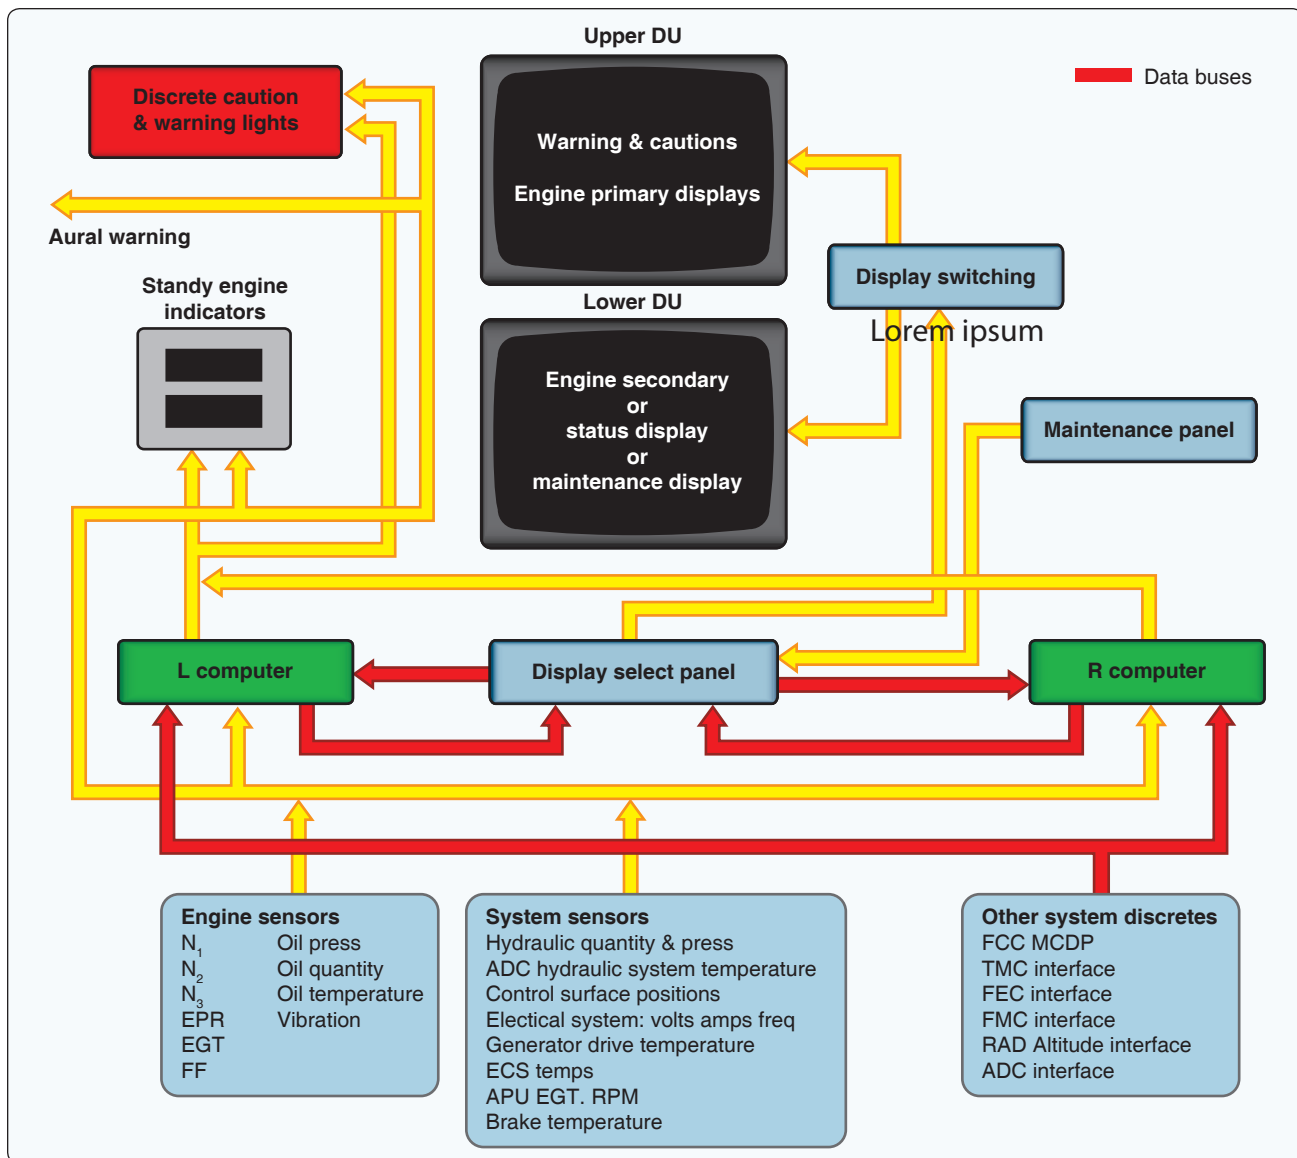 Upper DU
Data buses
Discrete caution
& warning lights
Warning & cautions
Engine primary displays
Aural warning
Display switching
Standy engine
indicators
Lower DU
Lorem ipsum
Engine secondary
or
status display
or
maintenance display
Maintenance panel
L computer
Display select panel
R computer
Engine sensors
N1 Oil press
N2 Oil quantity
N3 Oil temperature
EPR Vibration
EGT
FF
System sensors
Hydraulic quantity & press
ADC hydraulic system temperature
Control surface positions
Electical system: volts amps freq
Generator drive temperature
ECS temps
APU EGT. RPM
Brake temperature
Other system discretes
FCC MCDP
TMC interface
FEC interface
FMC interface
RAD Altitude interface
ADC interface